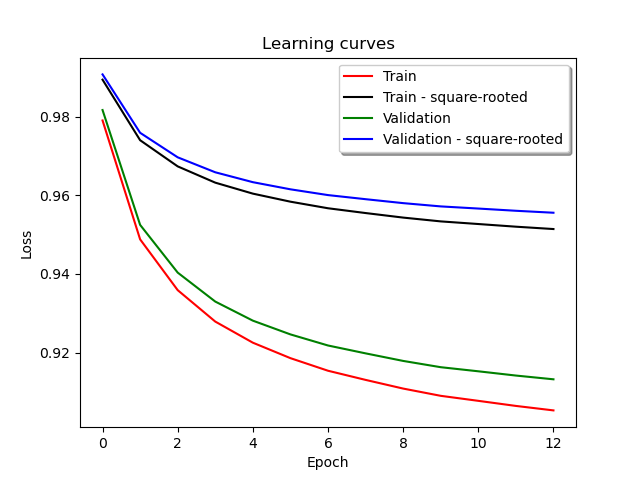 Learning curves
Train
Train - square-rooted
Validation
Validation - square-rooted
0.98
0.96
0.94
0.92
Loss
0 2 4 6 8 10 12
Epoch